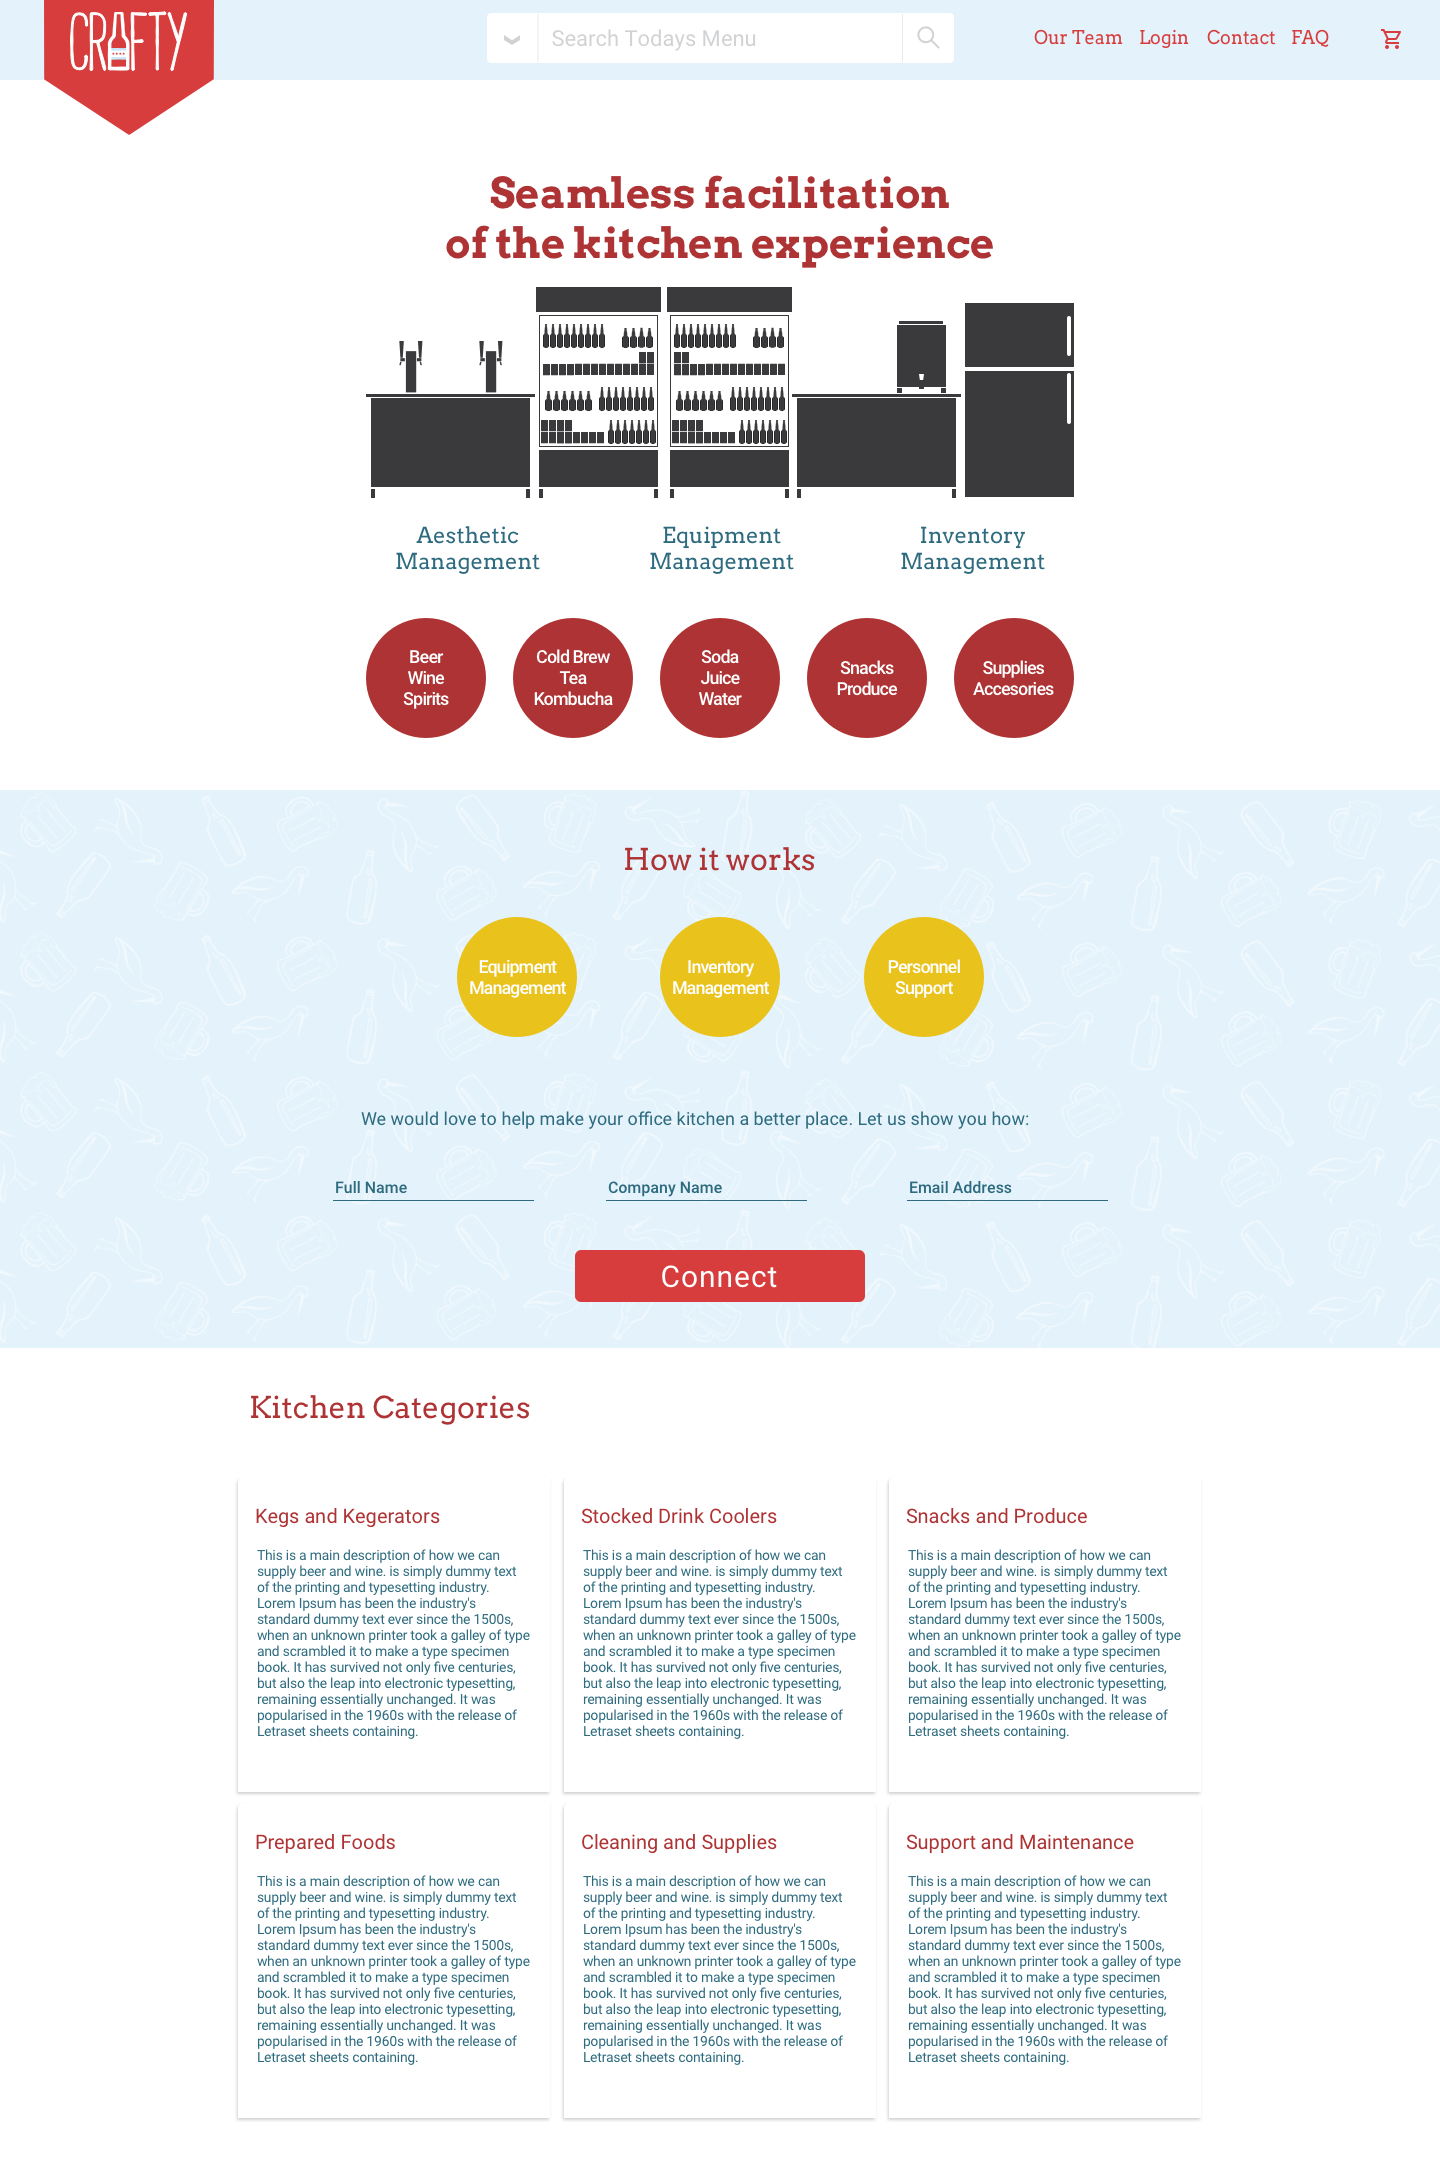 CRAFTY
Search Todays Menu
Our Team Login Contact FAQ
Seamless facilitation
of the kitchen experience
Aesthetic
Management
Equipment
Management
Inventory
Management
Beer
Wine
Spirits
Cold Brew
Tea
Kombucha
Soda
Juice
Water
Snacks
Produce
Supplies
Accesories
How it works
Equipment
Management
Inventory
Management
Personnel
Support
We would love to help make your office kitchen a better place. Let us show you how:
Full Name
Company Name
Email Address
Connect
Kitchen Categories
Kegs and Kegerators
This is a main description of how we can
supply beer and wine. is simply dummy text
of the printing and typesetting industry.
Lorem Ipsum has been the industry's
standard dummy text ever since the 1500s,
when an unknown printer took a galley of type
and scrambled it to make a type specimen
book. It has survived not only five centuries,
but also the leap into electronic typesetting,
remaining essentially unchanged. It was
popularised in the 1960s with the release of
Letraset sheets containing.
Stocked Drink Coolers
This is a main description of how we can
supply beer and wine. is simply dummy text
of the printing and typesetting industry.
Lorem Ipsum has been the industry's
standard dummy text ever since the 1500s,
when an unknown printer took a galley of type
and scrambled it to make a type specimen
book. It has survived not only five centuries,
but also the leap into electronic typesetting,
remaining essentially unchanged. It was
popularised in the 1960s with the release of
Letraset sheets containing.
Snacks and Produce
This is a main description of how we can
supply beer and wine. is simply dummy text
of the printing and typesetting industry.
Lorem Ipsum has been the industry's
standard dummy text ever since the 1500s,
when an unknown printer took a galley of type
and scrambled it to make a type specimen
book. It has survived not only five centuries,
but also the leap into electronic typesetting,
remaining essentially unchanged. It was
popularised in the 1960s with the release of
Letraset sheets containing.
Prepared Foods
This is a main description of how we can
supply beer and wine. is simply dummy text
of the printing and typesetting industry.
Lorem Ipsum has been the industry's
standard dummy text ever since the 1500s,
when an unknown printer took a galley of type
and scrambled it to make a type specimen
book. It has survived not only five centuries,
but also the leap into electronic typesetting,
remaining essentially unchanged. It was
popularised in the 1960s with the release of
Letraset sheets containing.
Cleaning and Supplies
This is a main description of how we can
supply beer and wine. is simply dummy text
of the printing and typesetting industry.
Lorem Ipsum has been the industry's
standard dummy text ever since the 1500s,
when an unknown printer took a galley of type
and scrambled it to make a type specimen
book. It has survived not only five centuries,
but also the leap into electronic typesetting,
remaining essentially unchanged. It was
popularised in the 1960s with the release of
Letraset sheets containing.
Support and Maintenance
This is a main description of how we can
supply beer and wine. is simply dummy text
of the printing and typesetting industry.
Lorem Ipsum has been the industry's
standard dummy text ever since the 1500s,
when an unknown printer took a galley of type
and scrambled it to make a type specimen
book. It has survived not only five centuries,
but also the leap into electronic typesetting,
remaining essentially unchanged. It was
popularised in the 1960s with the release of
Letraset sheets containing.